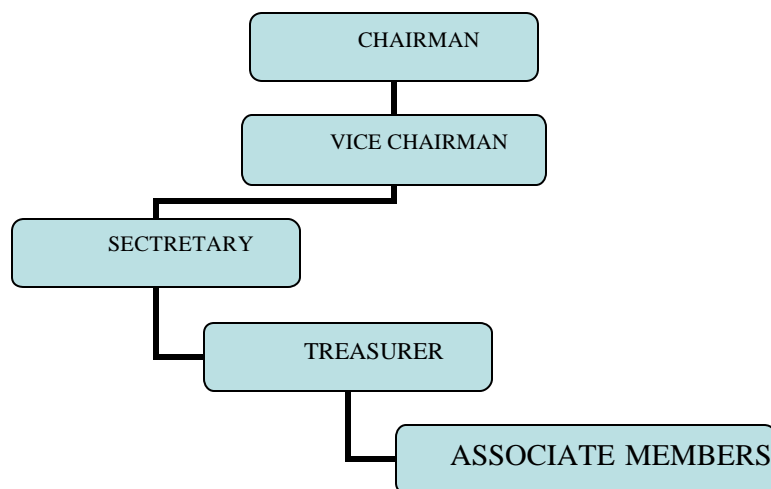 CHAIRMAN
VICE CHAIRMAN
SECTRETARY
TREASURER
ASSOCIATE MEMBERS